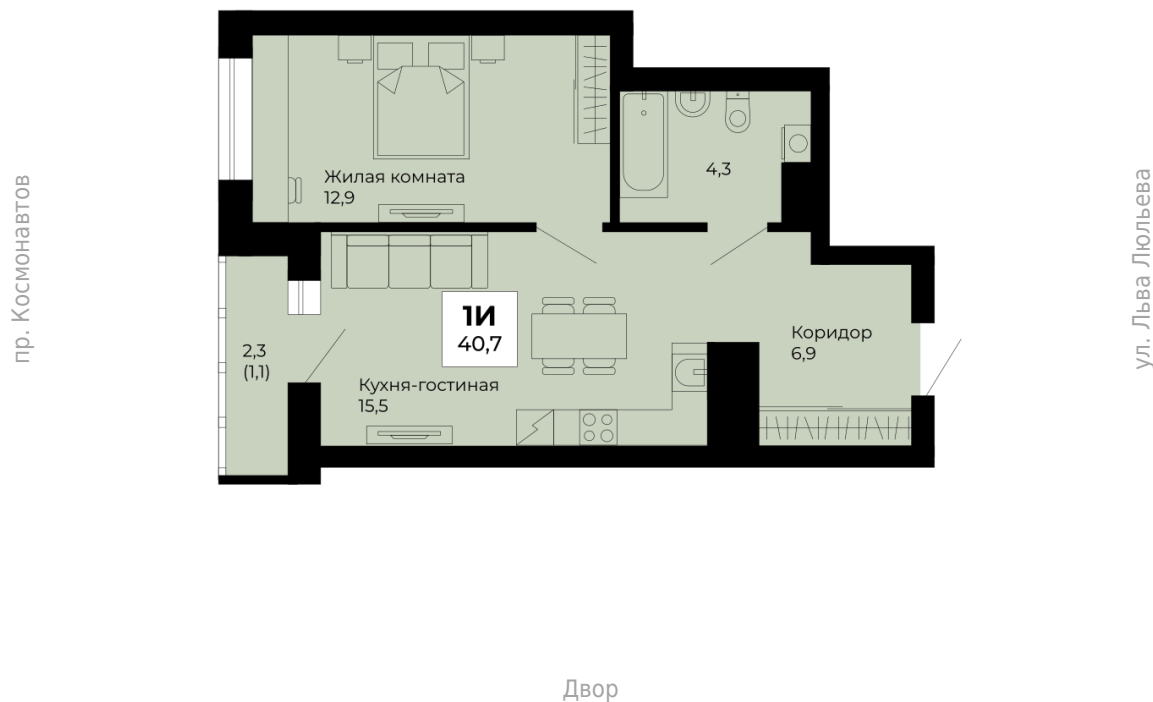 Жилая комната
12,9
4,3
1И
40,7
Коридор
6,9
2,3
(1,1)
Кухня-гостиная
15,5
пр. Космонавтов
ул. Льва Люльева
Двор